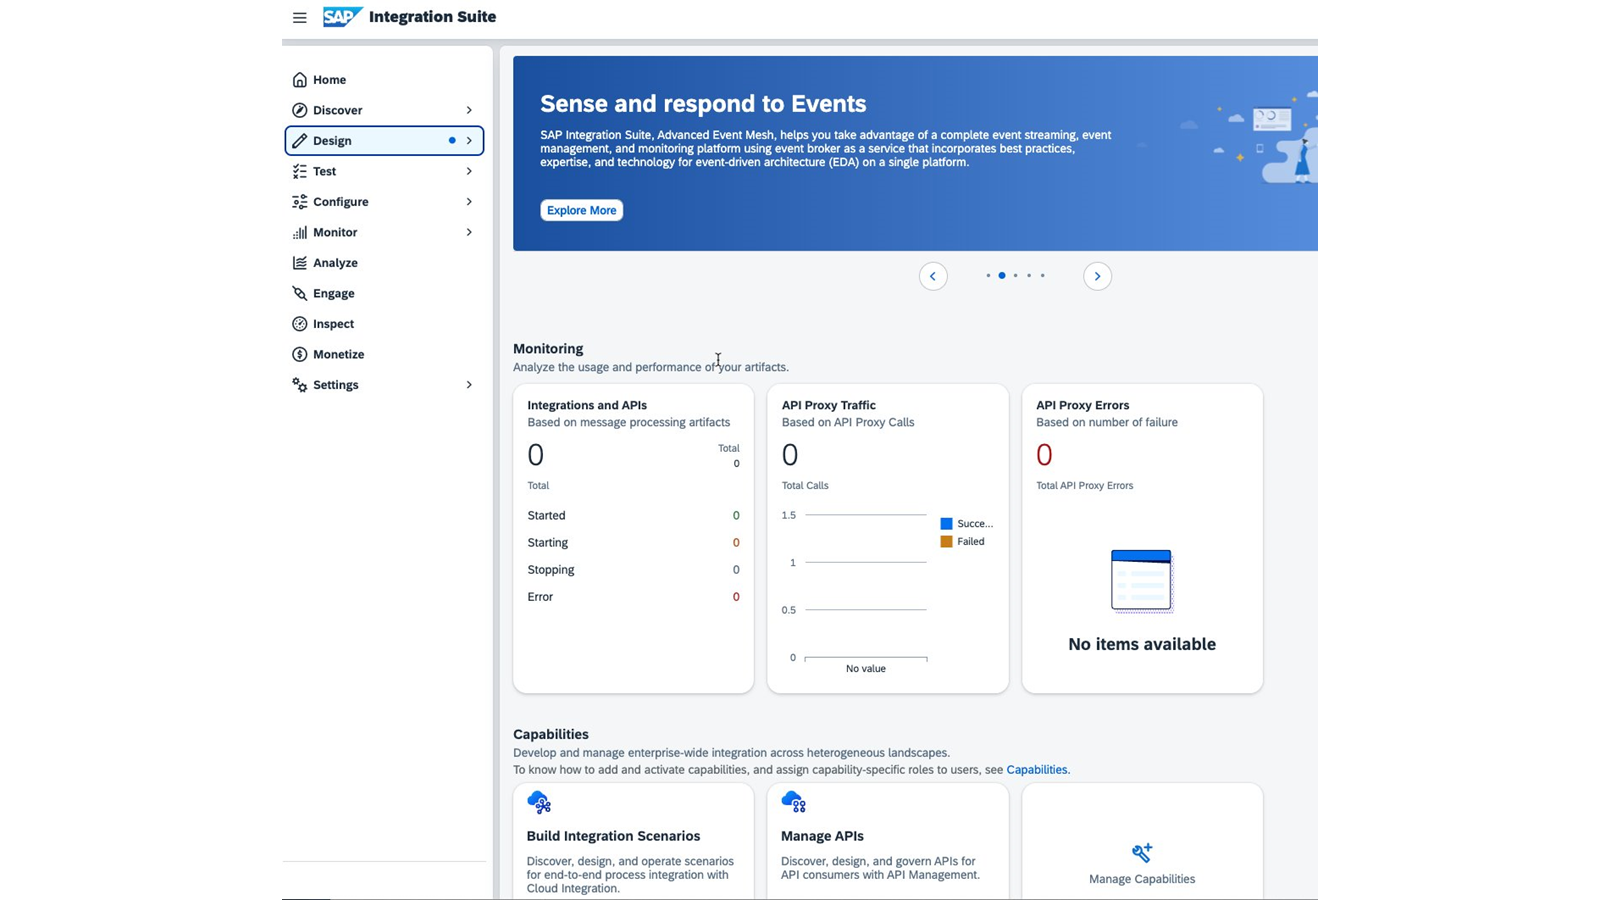 SAP Integration Suite
Home
Discover
Design
Test
Configure
Monitor
Analyze
Engage
Inspect
Monetize
Settings
Sense and respond to Events
SAP Integration Suite, Advanced Event Mesh, helps you take advantage of a complete event streaming, event
management, and monitoring platform using event broker as a service that incorporates best practices,
expertise, and technology for event-driven architecture (EDA) on a single platform.
Explore More
Monitoring
Analyze the usage and performance of your artifacts.
Integrations and APIs
Based on message processing artifacts
0
Total
0
Total
Started 0
Starting 0
Stopping 0
Error 0
API Proxy Traffic
Based on API Proxy Calls
0
Total Calls
1.5
1
0.5
0
No value
Succe...
Failed
API Proxy Errors
Based on number of failure
0
Total API Proxy Errors
No items available
Capabilities
Develop and manage enterprise-wide integration across heterogeneous landscapes.
To know how to add and activate capabilities, and assign capability-specific roles to users, see Capabilities.
Build Integration Scenarios
Discover, design, and operate scenarios
for end-to-end process integration with
Cloud Integration.
Manage APIs
Discover, design, and govern APIs for
API consumers with API Management.
Manage Capabilities